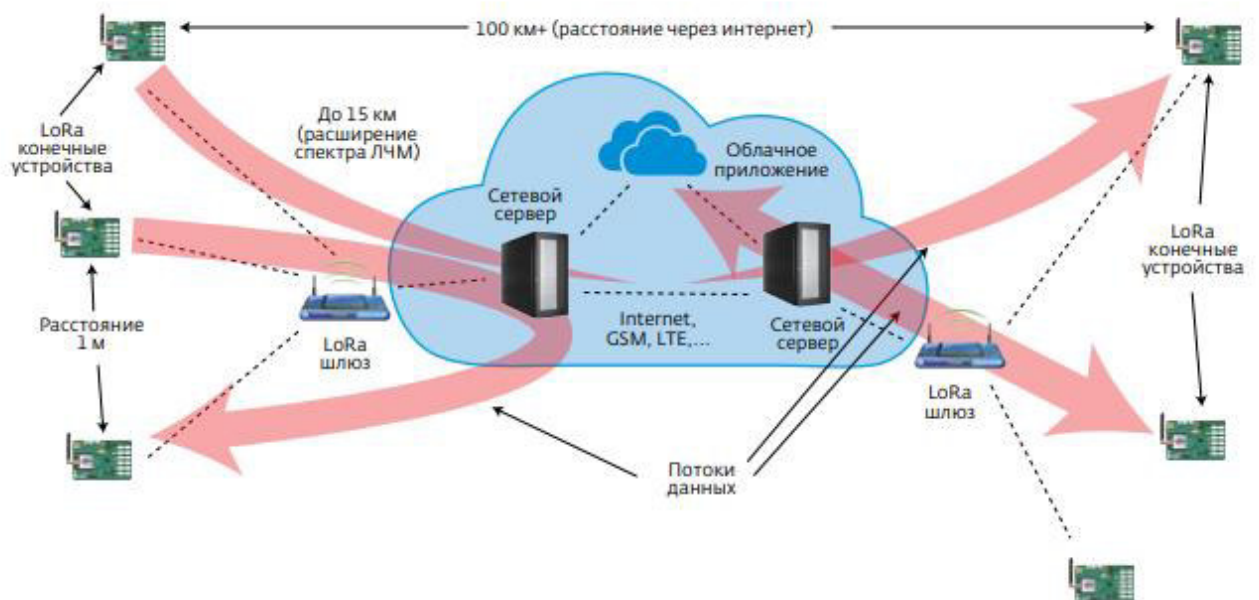 100 км+ (расстояние через интернет)
До 15 км
(расширение
спектра ЛЧМ)
LoRa
конечные
устройства
Облачное
приложение
Сетевой
сервер
LoRa
конечные
устройства
Расстояние
1 м
LoRa
шлюз
Internet,
GSM, LTE,...
Сетевой
сервер
LoRa
шлюз
Потоки
данных